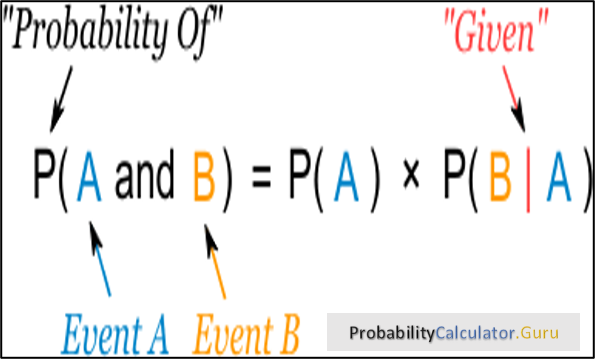 "Probability Of" "Given"
P( A and B ) = P( A ) × P( B | A )
Event A Event B
ProbabilityCalculator.Guru